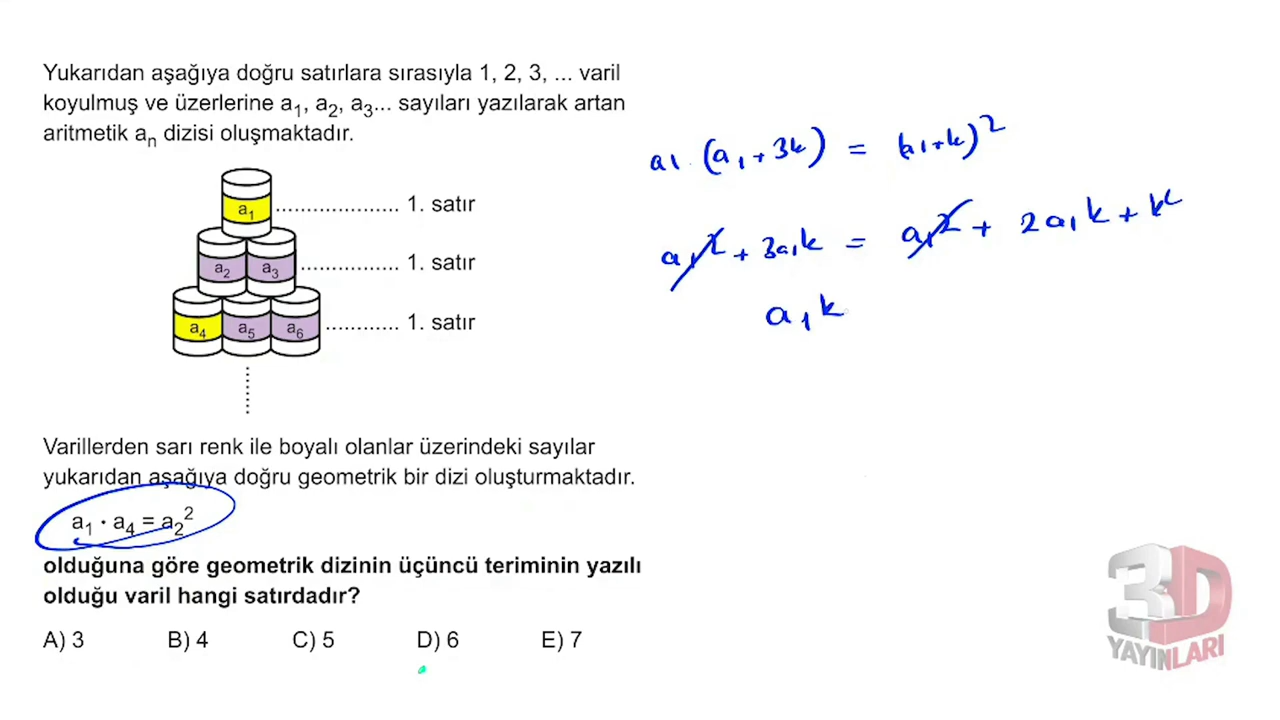 Yukarıdan aşağıya doğru satırlara sırasıyla 1, 2, 3, ... varil
koyulmuş ve üzerlerine a₁, a₂, a₃... sayıları yazılarak artan
aritmetik aₙ dizisi oluşmaktadır.
a₁ .................... 1. satır
a₂ a₃ ................ 1. satır
a₄ a₅ a₆ ............ 1. satır
Varillerden sarı renk ile boyalı olanlar üzerindeki sayılar
yukarıdan aşağıya doğru geometrik bir dizi oluşturmaktadır.
a₁ · a₄ = a₂²
olduğuna göre geometrik dizinin üçüncü teriminin yazılı
olduğu varil hangi satırdadır?
A) 3 B) 4 C) 5 D) 6 E) 7
a₁ . (a₁ + 3k) = (a₁+k)²
a₁² + 3a₁k = a₁² + 2a₁k + k²
a₁k
3D
YAYINLARI